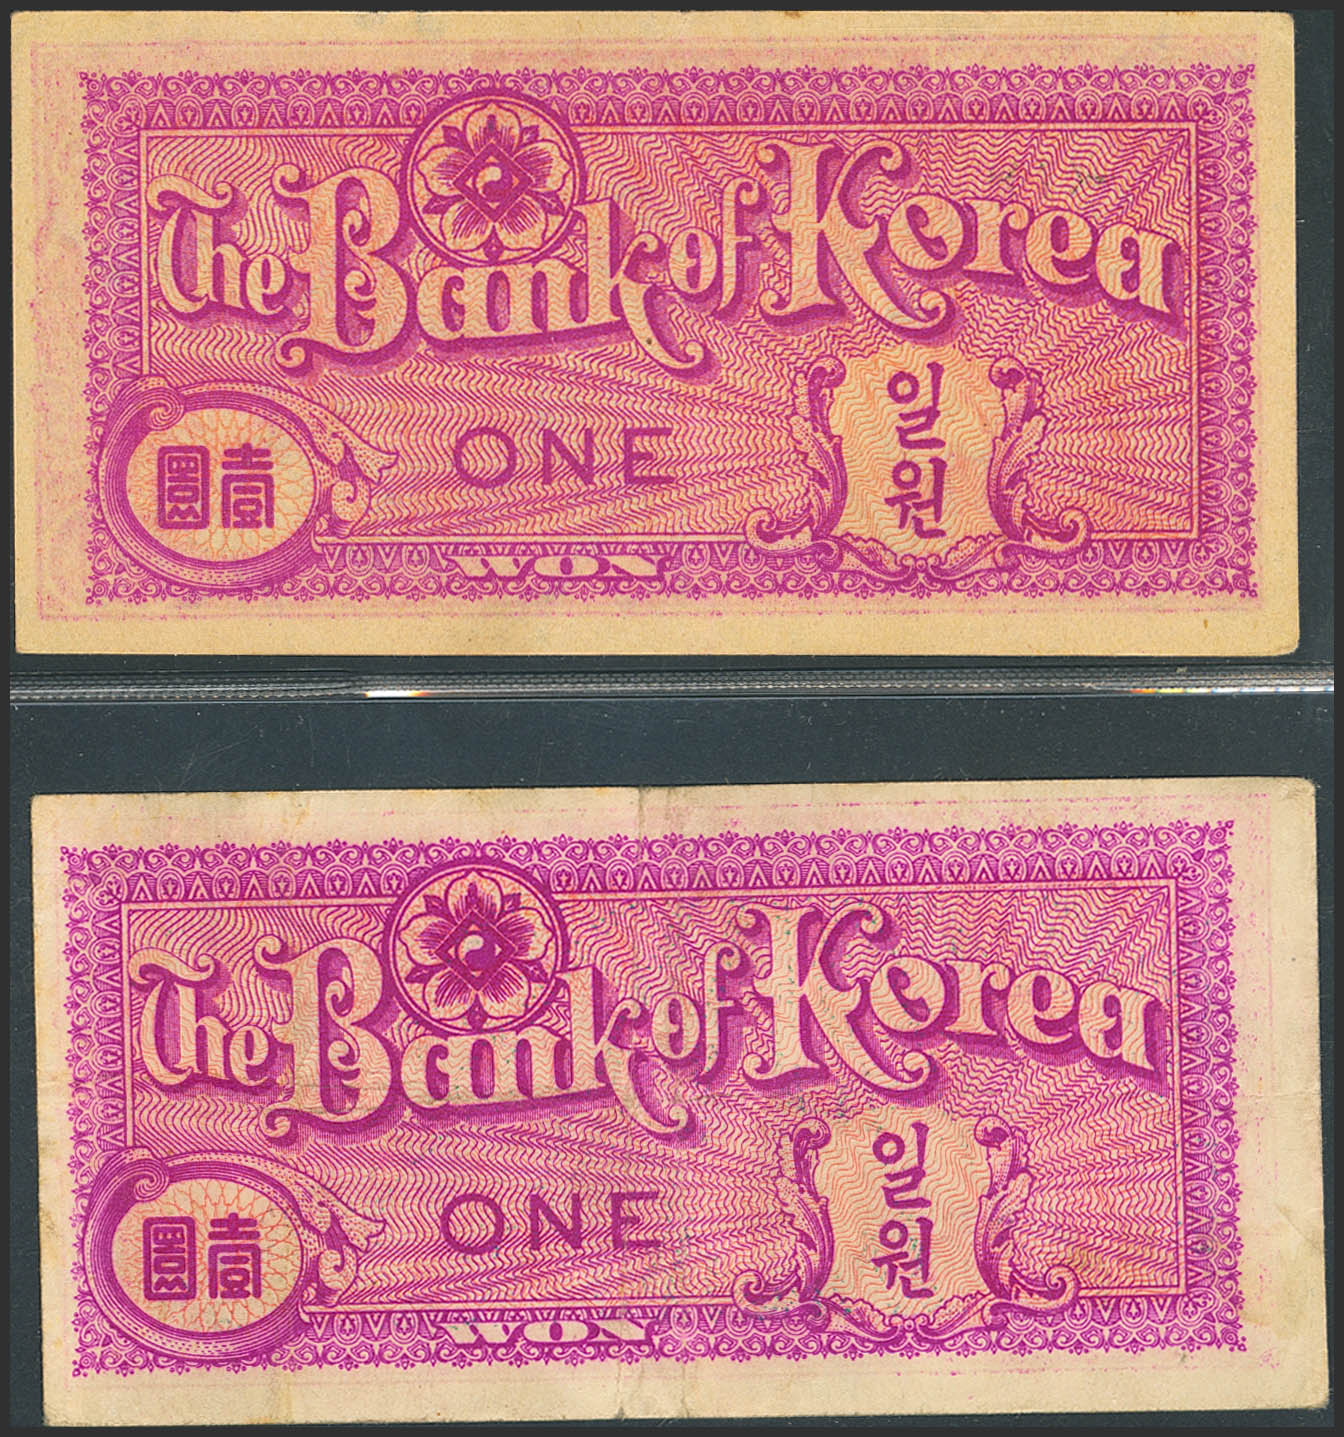 The Bank of Korea
일원
壹圓
ONE
WON
The Bank of Korea
일원
壹圓
ONE
WON